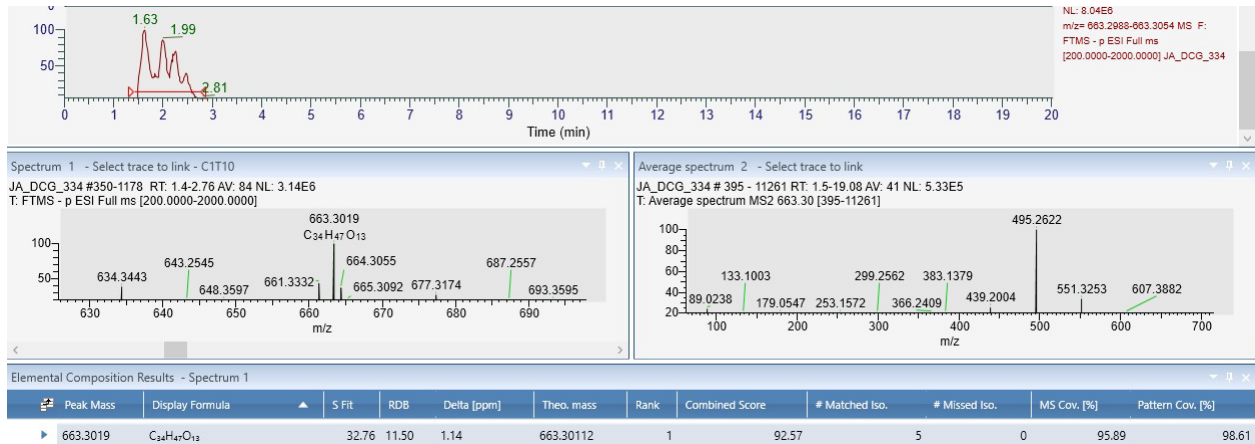 NL: 8.04E6
m/z= 663.2988-663.3054 MS F:
FTMS - p ESI Full ms
[200.0000-2000.0000] JA_DCG_334
0
100
50
1.63
1.99
2.81
0 1 2 3 4 5 6 7 8 9 10 11 12 13 14 15 16 17 18 19 20
Time (min)
Spectrum 1 - Select trace to link - C1T10
JA_DCG_334 #350-1178 RT: 1.4-2.76 AV: 84 NL: 3.14E6
T: FTMS - p ESI Full ms [200.0000-2000.0000]
663.3019
C₃₄H₄₇O₁₃
100
50
634.3443
643.2545
648.3597
661.3332
664.3055
665.3092
677.3174
687.2557
693.3595
630 640 650 660 670 680 690
m/z
Average spectrum 2 - Select trace to link
JA_DCG_334 # 395 - 11261 RT: 1.5-19.08 AV: 41 NL: 5.33E5
T: Average spectrum MS2 663.30 [395-11261]
495.2622
100
80
60
40
20
89.0238
133.1003
179.0547
253.1572
299.2562
366.2409
383.1379
439.2004
551.3253
607.3882
100 200 300 400 500 600 700
m/z
Elemental Composition Results - Spectrum 1
Peak Mass Display Formula S Fit RDB Delta [ppm] Theo. mass Rank Combined Score # Matched Iso. # Missed Iso. MS Cov. [%] Pattern Cov. [%]
663.3019 C₃₄H₄₇O₁₃ 32.76 11.50 1.14 663.30112 1 92.57 5 0 95.89 98.61